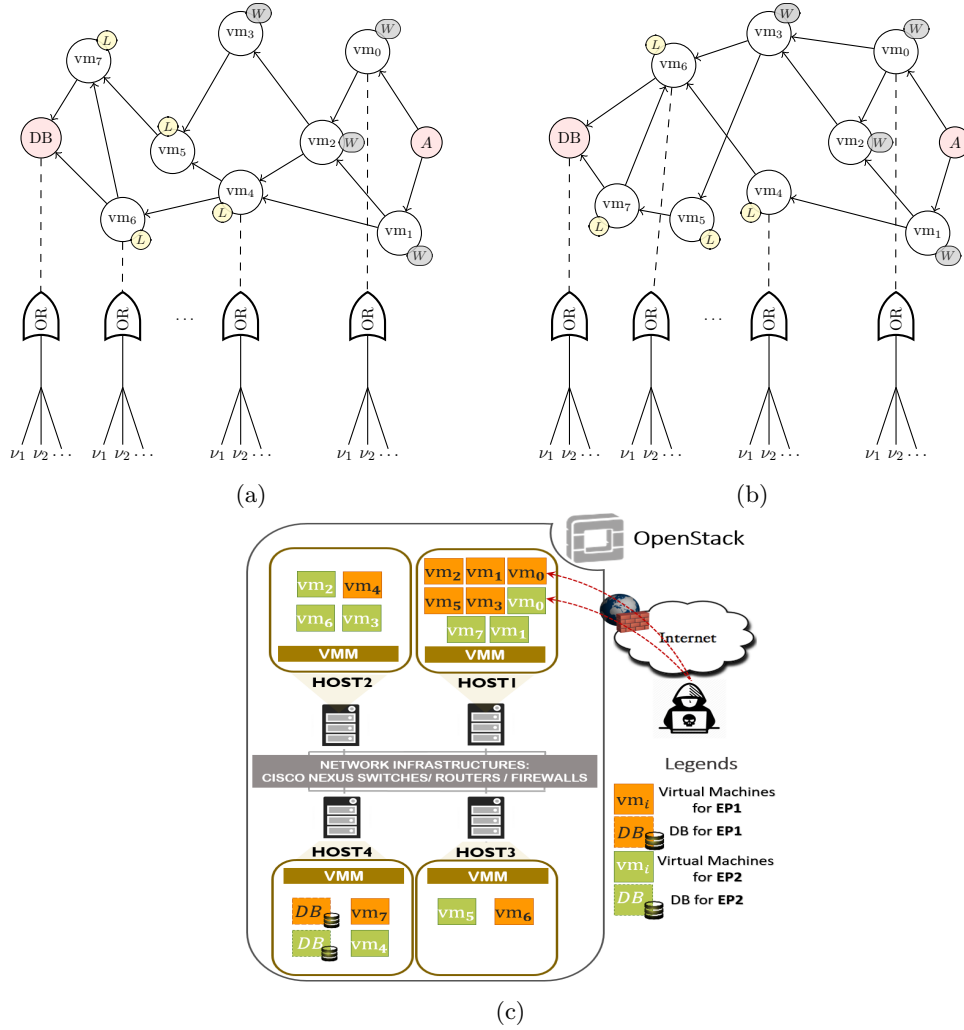 W
W
L
vm3
vm0
vm7
DB
L
vm5
vm2
W
A
vm4
L
vm6
L
vm1
W
OR
OR
...
OR
OR
ν1 ν2 ...
ν1 ν2 ...
ν1 ν2 ...
ν1 ν2 ...
(a)
W
W
L
vm3
vm0
vm6
DB
vm2
W
A
vm4
L
vm7
L
vm5
L
vm1
W
OR
OR
...
OR
OR
ν1 ν2 ...
ν1 ν2 ...
ν1 ν2 ...
ν1 ν2 ...
(b)
OpenStack
vm2 vm4
vm6 vm3
VMM
HOST2
vm2 vm1 vm0
vm5 vm3 vm0
vm7 vm1
VMM
HOST1
Internet
NETWORK INFRASTRUCTURES:
CISCO NEXUS SWITCHES/ ROUTERS / FIREWALLS
HOST4
VMM
DB vm7
DB vm4
HOST3
VMM
vm5 vm6
Legends
vmi Virtual Machines
for EP1
DB DB for EP1
vmi Virtual Machines
for EP2
DB DB for EP2
(c)